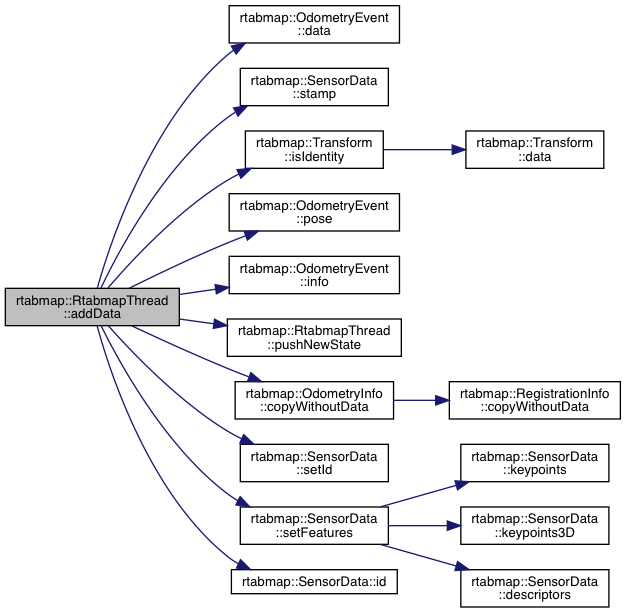 rtabmap::OdometryEvent
::data
rtabmap::SensorData
::stamp
rtabmap::Transform
::isIdentity
rtabmap::Transform
::data
rtabmap::OdometryEvent
::pose
rtabmap::OdometryEvent
::info
rtabmap::RtabmapThread
::addData
rtabmap::RtabmapThread
::pushNewState
rtabmap::OdometryInfo
::copyWithoutData
rtabmap::RegistrationInfo
::copyWithoutData
rtabmap::SensorData
::setId
rtabmap::SensorData
::keypoints
rtabmap::SensorData
::setFeatures
rtabmap::SensorData
::keypoints3D
rtabmap::SensorData::id
rtabmap::SensorData
::descriptors